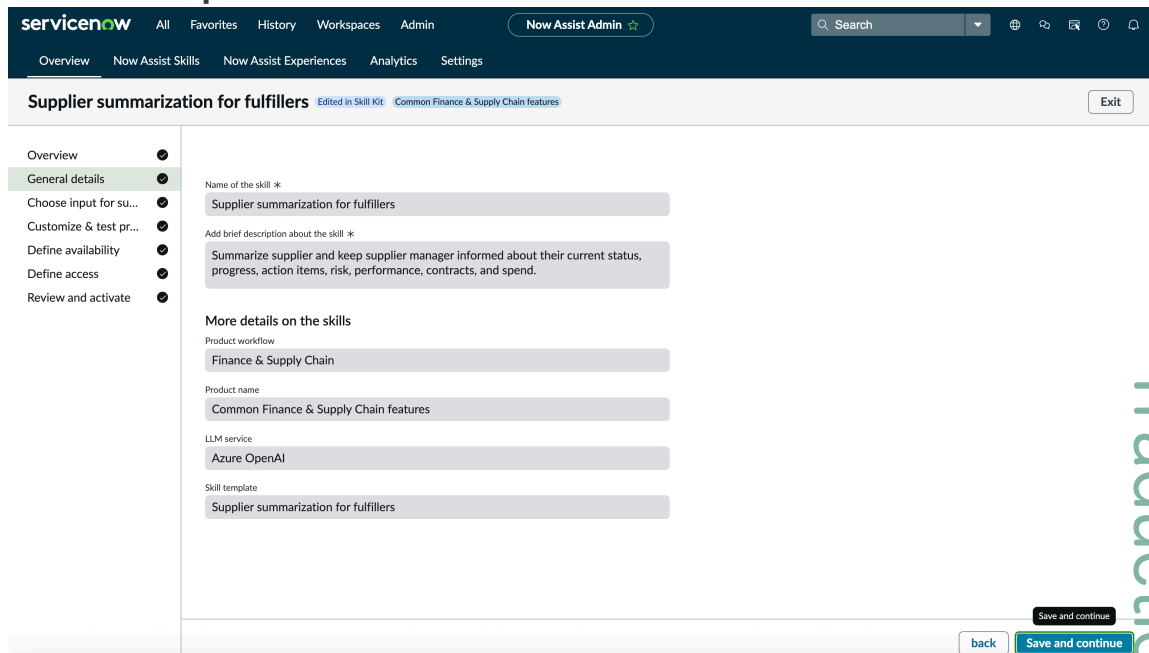 servicenow All Favorites History Workspaces Admin Now Assist Admin Search
Overview Now Assist Skills Now Assist Experiences Analytics Settings
Supplier summarization for fulfillers Edited in Skill Kit Common Finance & Supply Chain features Exit
Overview
General details
Choose input for su...
Customize & test pr...
Define availability
Define access
Review and activate
Name of the skill *
Supplier summarization for fulfillers
Add brief description about the skill *
Summarize supplier and keep supplier manager informed about their current status,
progress, action items, risk, performance, contracts, and spend.
More details on the skills
Product workflow
Finance & Supply Chain
Product name
Common Finance & Supply Chain features
LLM service
Azure OpenAI
Skill template
Supplier summarization for fulfillers
Save and continue
back Save and continue